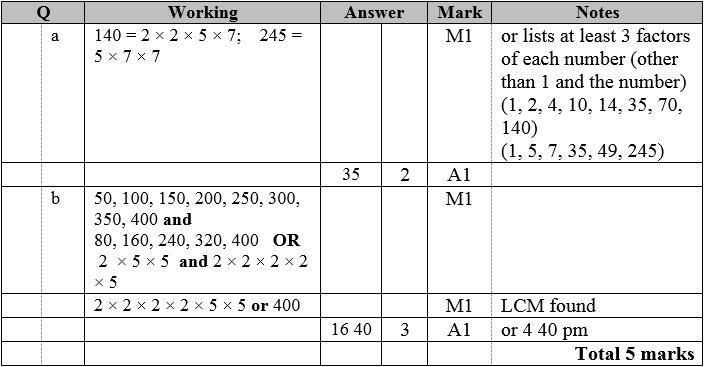 Q Working Answer Mark Notes
a 140 = 2 × 2 × 5 × 7; 245 = M1 or lists at least 3 factors
5 × 7 × 7 of each number (other
than 1 and the number)
(1, 2, 4, 10, 14, 35, 70,
140)
(1, 5, 7, 35, 49, 245)
35 2 A1
b 50, 100, 150, 200, 250, 300, M1
350, 400 and
80, 160, 240, 320, 400 OR
2 × 5 × 5 and 2 × 2 × 2 × 2
× 5
2 × 2 × 2 × 2 × 5 × 5 or 400 M1 LCM found
16 40 3 A1 or 4 40 pm
Total 5 marks